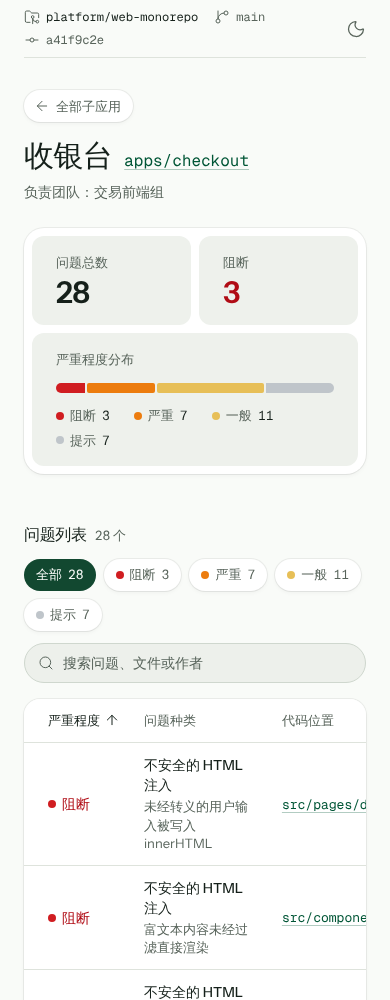 platform/web-monorepo main
a41f9c2e
全部子应用
收银台 apps/checkout
负责团队：交易前端组
问题总数
28
阻断
3
严重程度分布
阻断 3 严重 7 一般 11
提示 7
问题列表 28 个
全部 28 阻断 3 严重 7 一般 11
提示 7
搜索问题、文件或作者
严重程度 ↑ 问题种类 代码位置
阻断
不安全的 HTML
注入
未经转义的用户输
入被写入
innerHTML
src/pages/d
阻断
不安全的 HTML
注入
富文本内容未经过
滤直接渲染
src/compone
不安全的 HTML